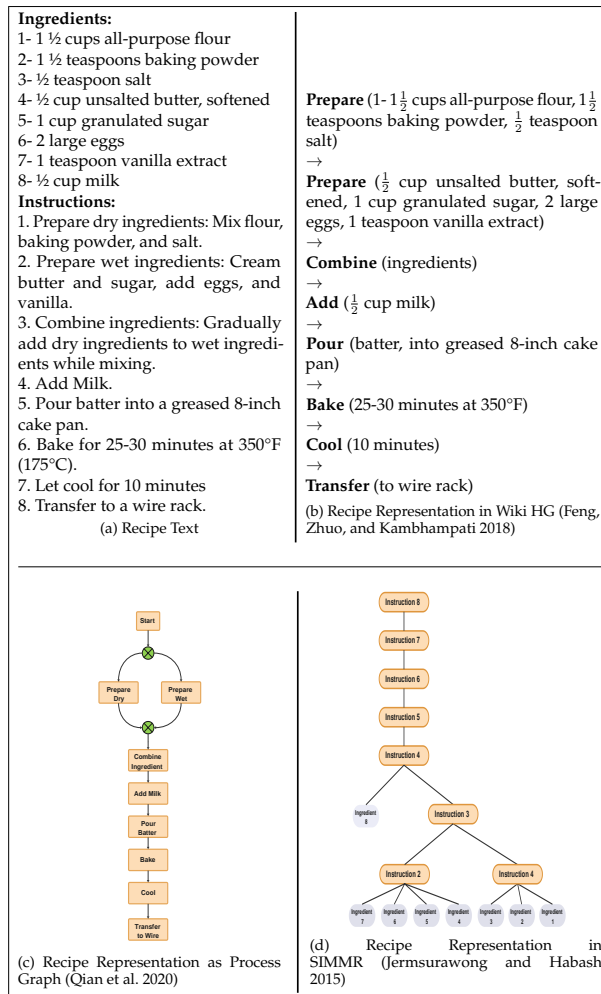 Ingredients:
1- 1 ½ cups all-purpose flour
2- 1 ½ teaspoons baking powder
3- ½ teaspoon salt
4- ½ cup unsalted butter, softened
5- 1 cup granulated sugar
6- 2 large eggs
7- 1 teaspoon vanilla extract
8- ½ cup milk
Instructions:
1. Prepare dry ingredients: Mix flour,
baking powder, and salt.
2. Prepare wet ingredients: Cream
butter and sugar, add eggs, and
vanilla.
3. Combine ingredients: Gradually
add dry ingredients to wet ingredi-
ents while mixing.
4. Add Milk.
5. Pour batter into a greased 8-inch
cake pan.
6. Bake for 25-30 minutes at 350°F
(175°C).
7. Let cool for 10 minutes
8. Transfer to a wire rack.
(a) Recipe Text
Prepare (1- 1½ cups all-purpose flour, 1½
teaspoons baking powder, ½ teaspoon
salt)
→
Prepare (½ cup unsalted butter, soft-
ened, 1 cup granulated sugar, 2 large
eggs, 1 teaspoon vanilla extract)
→
Combine (ingredients)
→
Add (½ cup milk)
→
Pour (batter, into greased 8-inch cake
pan)
→
Bake (25-30 minutes at 350°F)
→
Cool (10 minutes)
→
Transfer (to wire rack)
(b) Recipe Representation in Wiki HG (Feng,
Zhuo, and Kambhampati 2018)
Start
Prepare
Dry
Prepare
Wet
Combine
Ingredient
Add Milk
Pour
Batter
Bake
Cool
Transfer
to Wire
(c) Recipe Representation as Process
Graph (Qian et al. 2020)
Instruction 8
Instruction 7
Instruction 6
Instruction 5
Instruction 4
Ingredient
8
Instruction 3
Instruction 2
Instruction 4
Ingredient
7
Ingredient
6
Ingredient
5
Ingredient
4
Ingredient
3
Ingredient
2
Ingredient
1
(d) Recipe Representation in
SIMMR (Jermsurawong and Habash
2015)